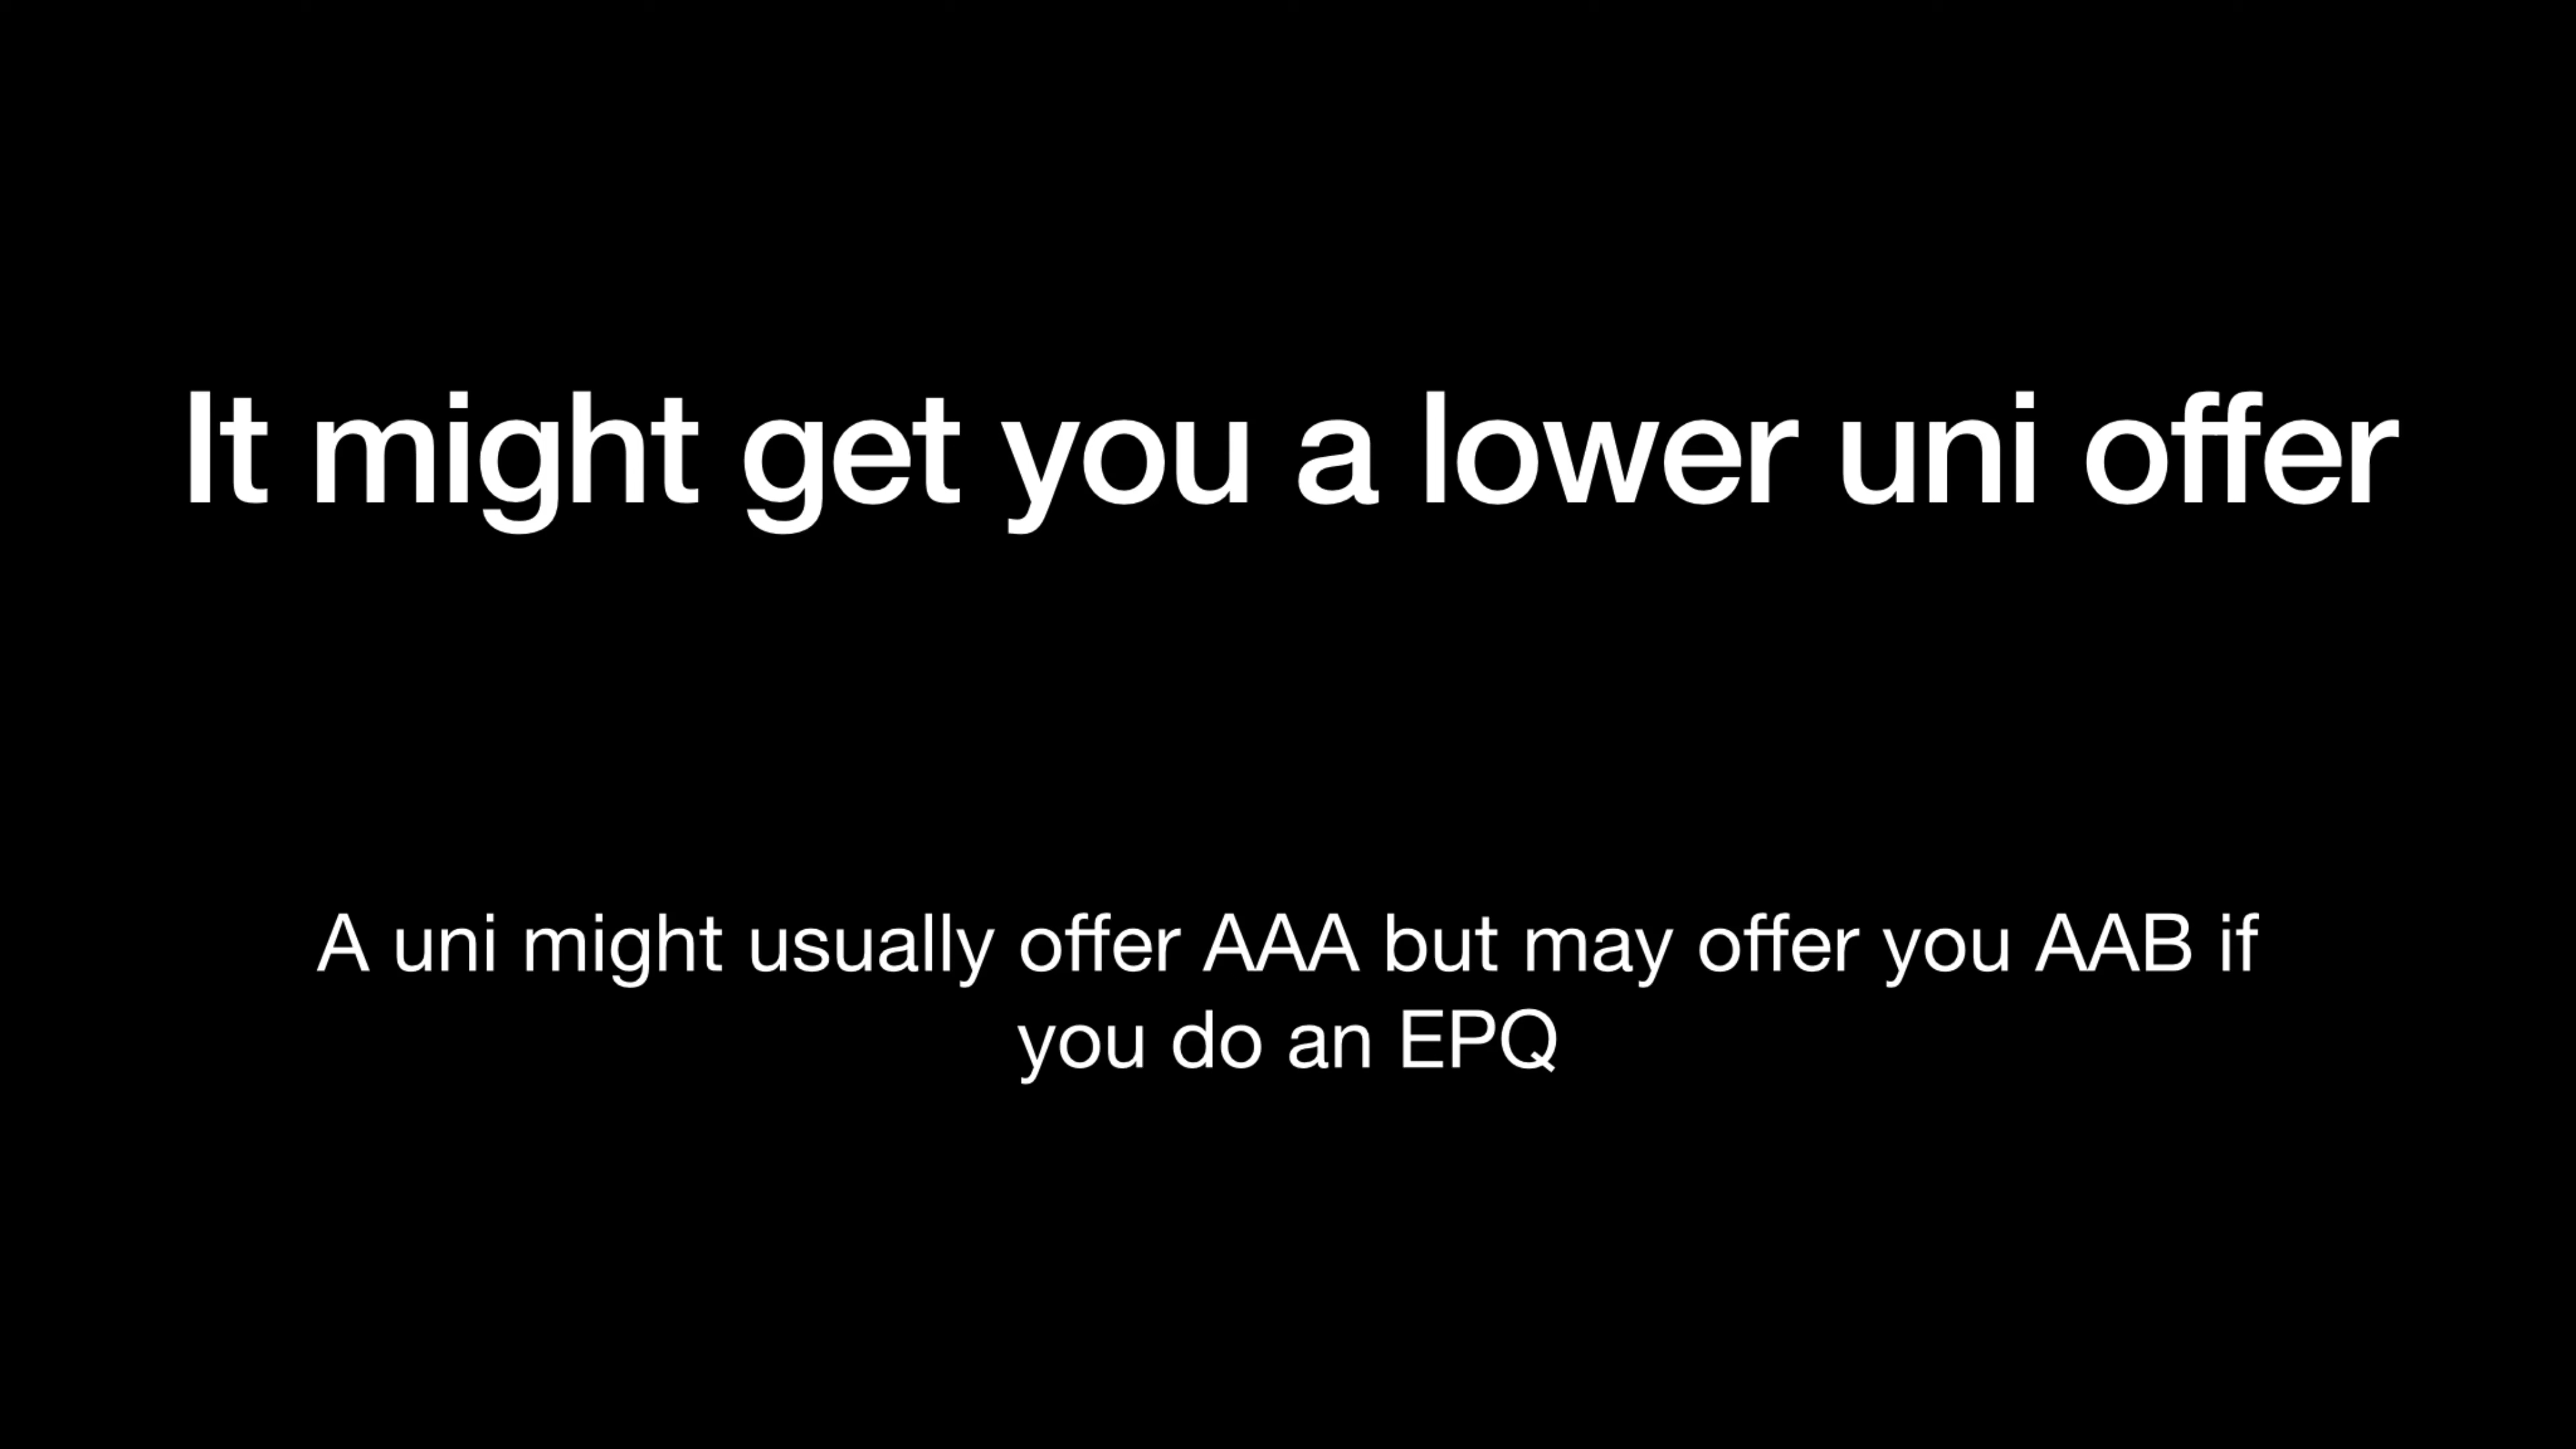 It might get you a lower uni offer
A uni might usually offer AAA but may offer you AAB if
you do an EPQ